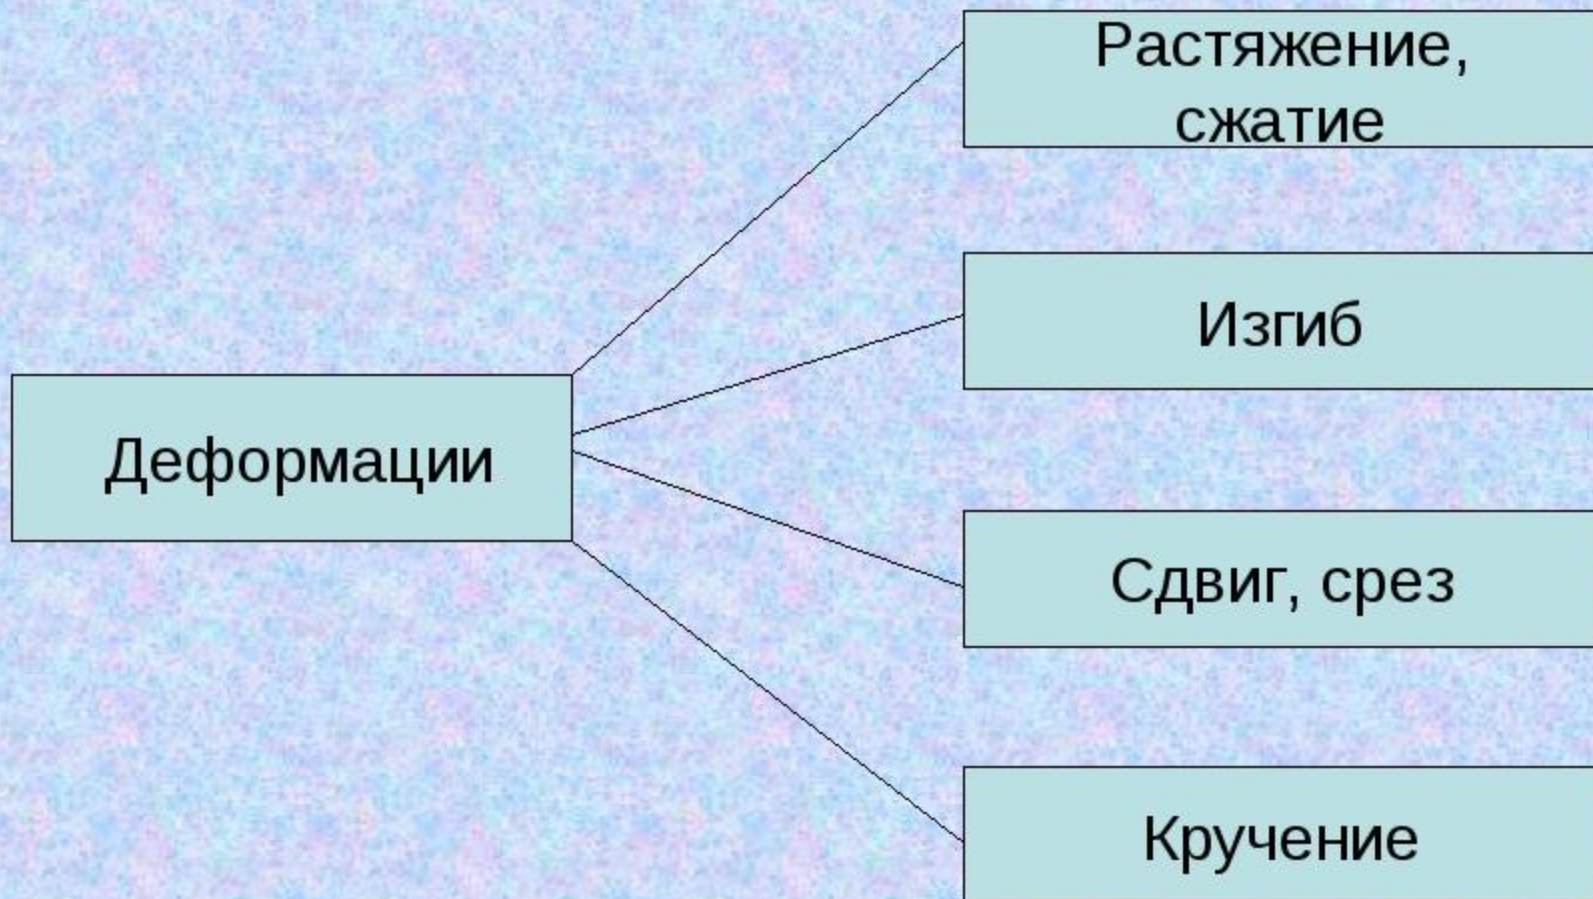 Растяжение,
сжатие
Изгиб
Деформации
Сдвиг, срез
Кручение